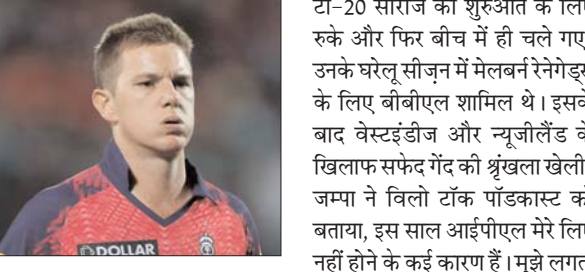 DOLLAR
टी-20 सीरीज की शुरुआत के लिए
रुके और फिर बीच में ही चले गए
उनके घरेलू सीज़न में मेलबर्न रेनेगेड्स
के लिए बीबीएल शामिल थे। इसके
बाद वेस्टइंडीज और न्यूजीलैंड के
खिलाफ सफेद गेंद की श्रृंखला खेली
जम्पा ने विलो टॉक पॉडकास्ट को
बताया, इस साल आईपीएल मेरे लिए
नहीं होने के कई कारण हैं। मुझे लगत